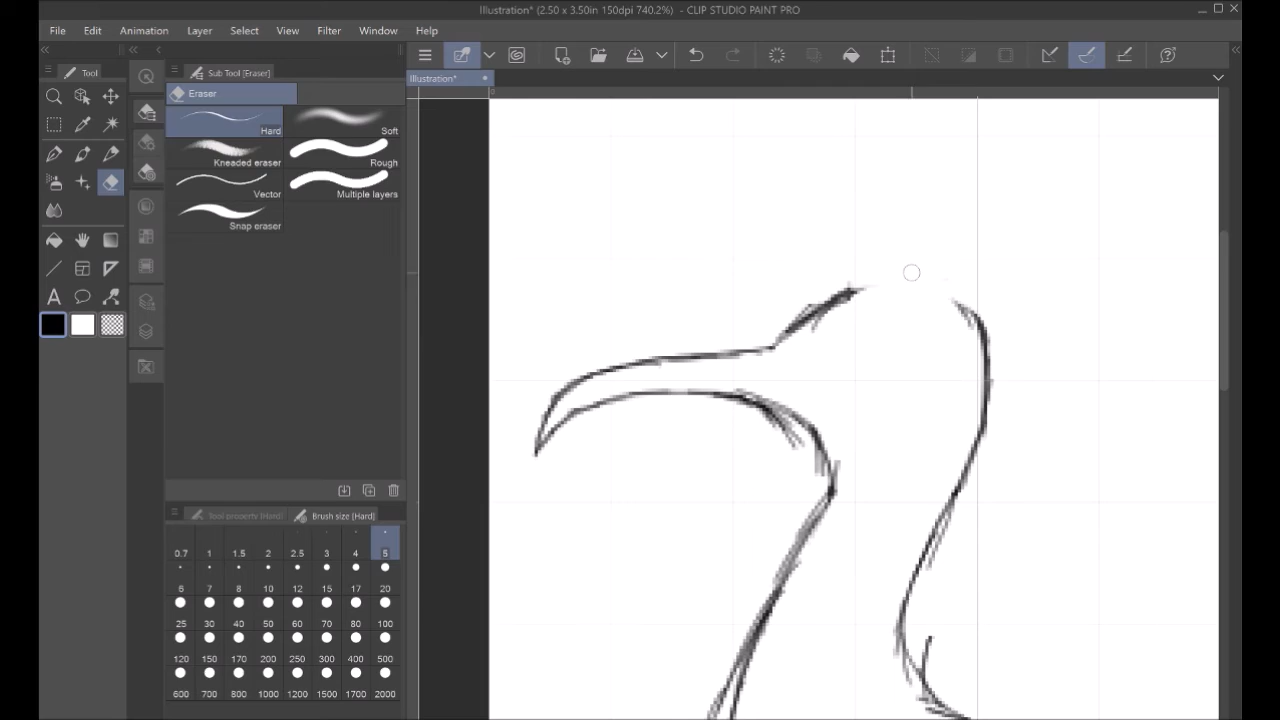 Illustration* (2.50 x 3.50in 150dpi 740.2%) - CLIP STUDIO PAINT PRO
File Edit Animation Layer Select View Filter Window Help
Tool
Sub Tool [Eraser]
Illustration*
Eraser
Hard Soft
Kneaded eraser Rough
Vector Multiple layers
Snap eraser
Tool property [Hard] Brush size [Hard]
0.7 1 1.5 2 2.5 3 4 5
6 7 8 10 12 15 17 20
25 30 40 50 60 70 80 100
120 150 170 200 250 300 400 500
600 700 800 1000 1200 1500 1700 2000